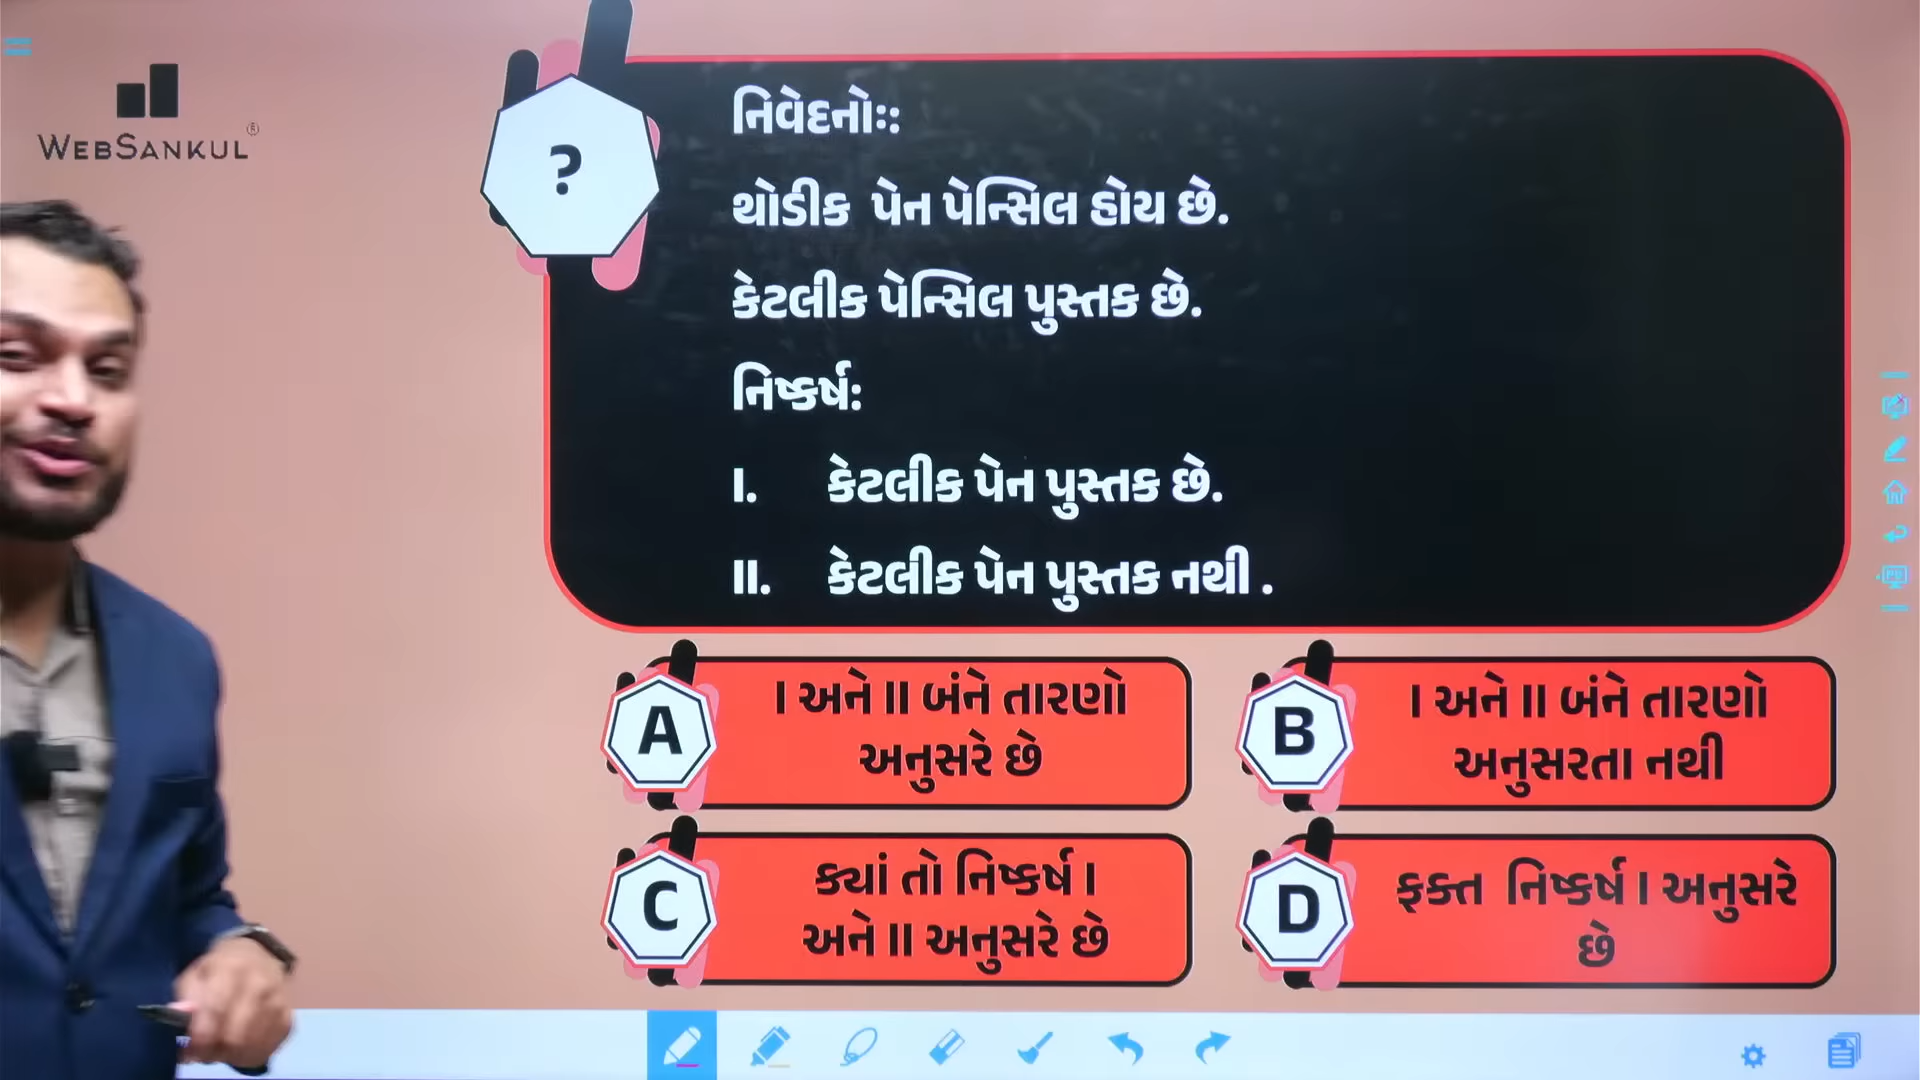 WEBSANKUL®
?
નિવેદનોઃ:
થોડીક પેન પેન્સિલ હોય છે.
કેટલીક પેન્સિલ પુસ્તક છે.
નિષ્કર્ષ:
I. કેટલીક પેન પુસ્તક છે.
II. કેટલીક પેન પુસ્તક નથી .
A
I અને II બંને તારણો
અનુસરે છે
B
I અને II બંને તારણો
અનુસરતા નથી
C
ક્યાં તો નિષ્કર્ષ I
અને II અનુસરે છે
D
ફક્ત નિષ્કર્ષ I અનુસરે
છે